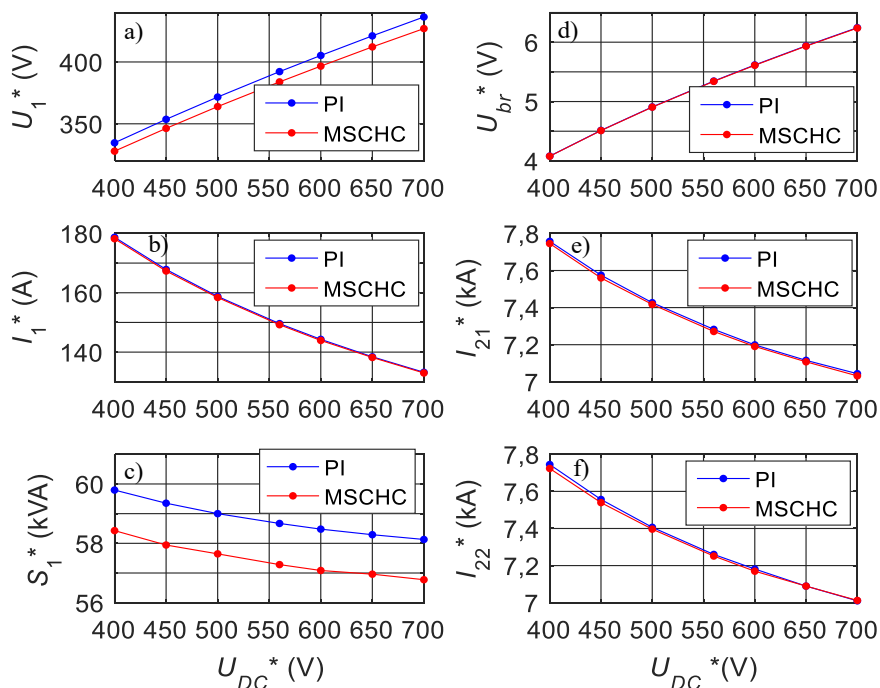 a)
U1* (V)
400
350
PI
MSCHC
400 450 500 550 600 650 700
d)
Ubr* (V)
6
5
4
PI
MSCHC
400 450 500 550 600 650 700
b)
I1* (A)
180
160
140
PI
MSCHC
400 450 500 550 600 650 700
e)
I21* (kA)
7,8
7,6
7,4
7,2
7
PI
MSCHC
400 450 500 550 600 650 700
c)
S1* (kVA)
60
58
56
PI
MSCHC
400 450 500 550 600 650 700
UDC* (V)
f)
I22* (kA)
7,8
7,6
7,4
7,2
7
PI
MSCHC
400 450 500 550 600 650 700
UDC* (V)